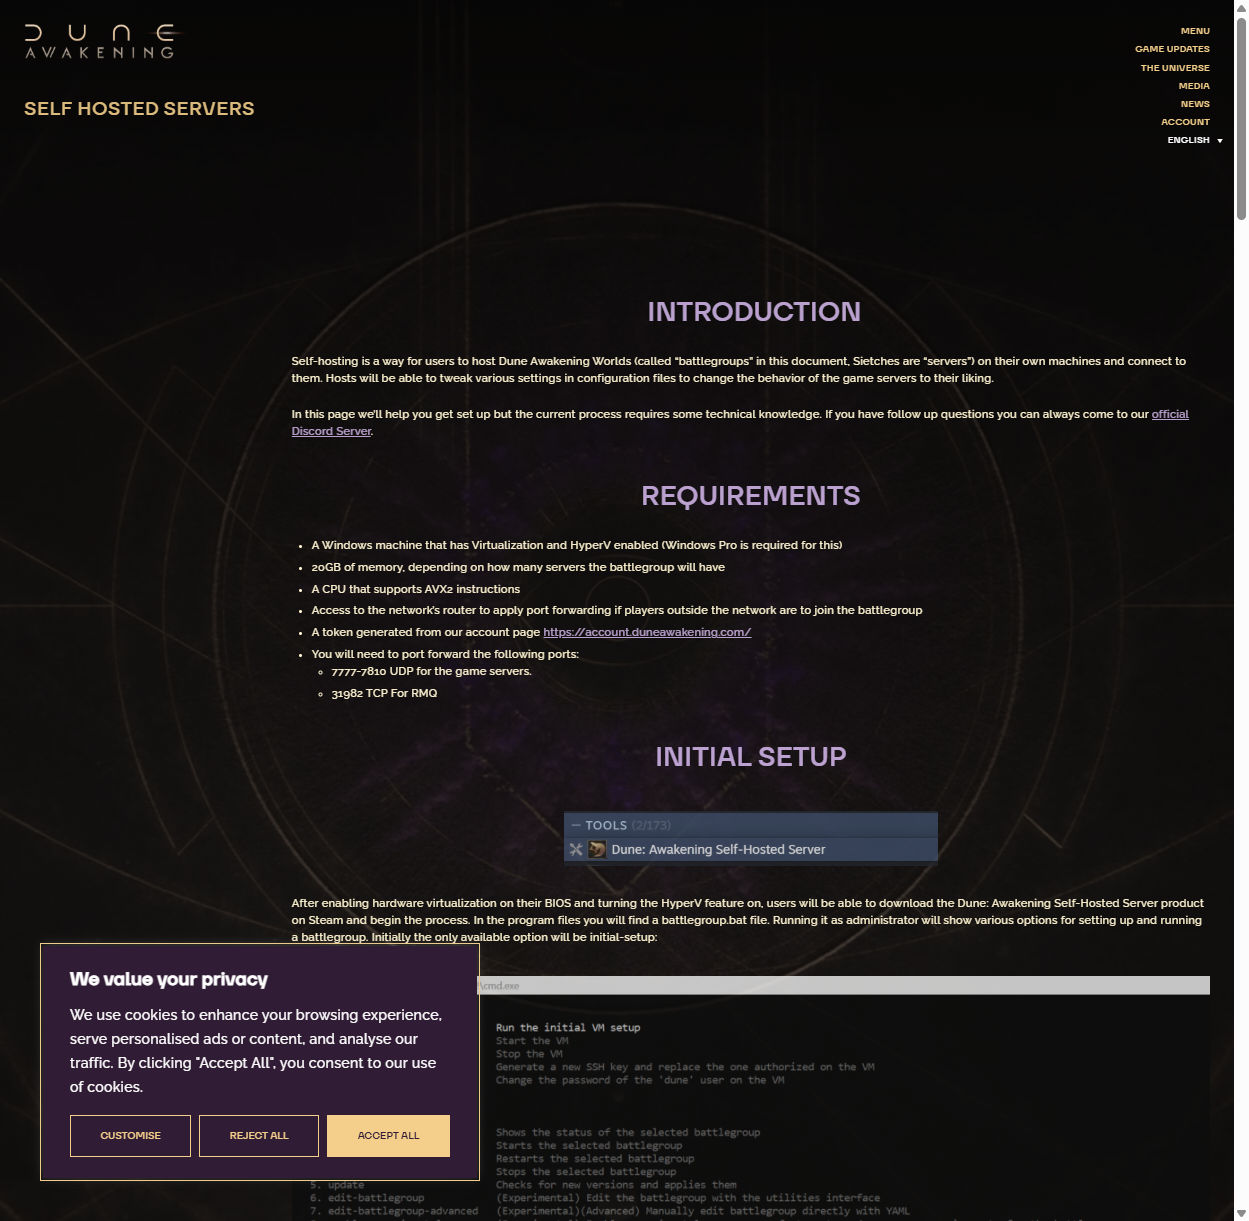 DUNE
AWAKENING
MENU
GAME UPDATES
THE UNIVERSE
MEDIA
NEWS
ACCOUNT
ENGLISH
SELF HOSTED SERVERS
INTRODUCTION
Self-hosting is a way for users to host Dune Awakening Worlds (called “battlegroups” in this document, Sietches are “servers”) on their own machines and connect to
them. Hosts will be able to tweak various settings in configuration files to change the behavior of the game servers to their liking.
In this page we'll help you get set up but the current process requires some technical knowledge. If you have follow up questions you can always come to our official
Discord Server.
REQUIREMENTS
• A Windows machine that has Virtualization and HyperV enabled (Windows Pro is required for this)
• 20GB of memory, depending on how many servers the battlegroup will have
• A CPU that supports AVX2 instructions
• Access to the network's router to apply port forwarding if players outside the network are to join the battlegroup
• A token generated from our account page https://account.duneawakening.com/
• You will need to port forward the following ports:
◦ 7777-7810 UDP for the game servers.
◦ 31982 TCP For RMQ
INITIAL SETUP
— TOOLS (2/173)
Dune: Awakening Self-Hosted Server
After enabling hardware virtualization on their BIOS and turning the HyperV feature on, users will be able to download the Dune: Awakening Self-Hosted Server product
on Steam and begin the process. In the program files you will find a battlegroup.bat file. Running it as administrator will show various options for setting up and running
a battlegroup. Initially the only available option will be initial-setup:
\cmd.exe
Run the initial VM setup
Start the VM
Stop the VM
Generate a new SSH key and replace the one authorized on the VM
Change the password of the 'dune' user on the VM
Shows the status of the selected battlegroup
Starts the selected battlegroup
Restarts the selected battlegroup
Stops the selected battlegroup
5. update Checks for new versions and applies them
6. edit-battlegroup (Experimental) Edit the battlegroup with the utilities interface
7. edit-battlegroup-advanced (Experimental)(Advanced) Manually edit battlegroup directly with YAML
We value your privacy
We use cookies to enhance your browsing experience,
serve personalised ads or content, and analyse our
traffic. By clicking "Accept All", you consent to our use
of cookies.
CUSTOMISE
REJECT ALL
ACCEPT ALL